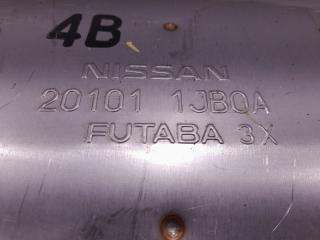 4B
NISSAN
20101 1JB0A
FUTABA 3X